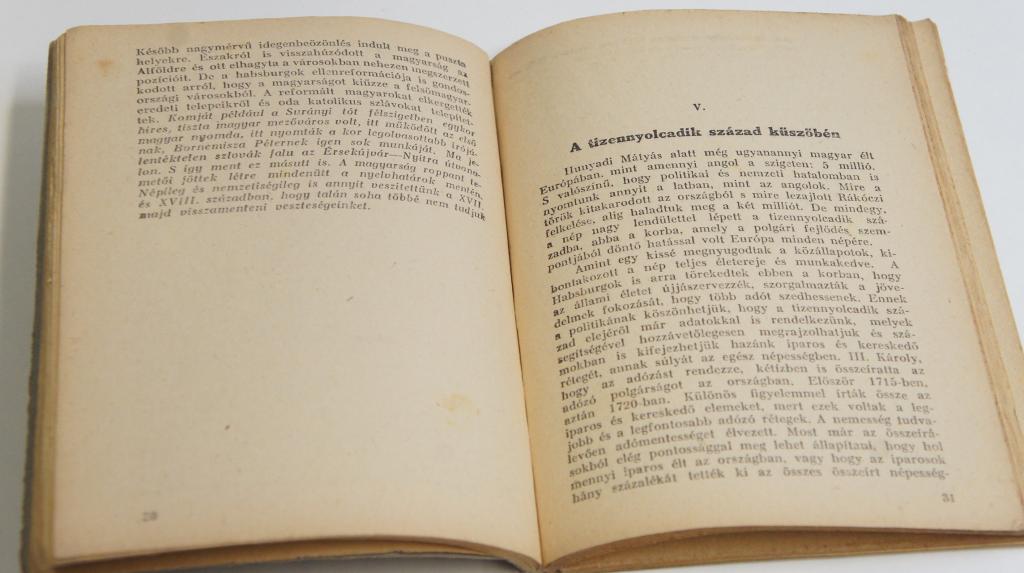 Később nagymérvű idegenbeözönlés indult meg a puszta
helyekre. Északról is visszahúzódott a magyarság az
Alföldre és ott elhagyta a városokban nehezen megszerzett
pozícióit. De a habsburgok ellenreformációja is gondos-
kodott arról, hogy a magyarságot kiűzze a felsőmagyar-
országi városokból. A reformált magyarokat elkergették
eredeti telepeikről és oda katolikus szlávokat telepítet-
tek. Komját például a Surányi tót félszigetben egykor
híres, tiszta magyar mezőváros volt, itt működött az első
magyar nyomda, itt nyomták a kor legolvasottabb írójá-
nak, Bornemisza Péternek igen sok munkáját. Ma je-
lentéktelen szlovák falu az Érsekújvár—Nyitra útvona-
lon. S így ment ez másutt is. A magyarság roppant te-
metői jöttek létre mindenütt a nyelvhatárok mentén.
Népileg és nemzetiségileg is annyit veszítettünk a XVII.
és XVIII. században, hogy talán soha többé nem tudjuk
majd visszamenteni veszteségeinket.
V.
A tizennyolcadik század küszöbén
Hunyadi Mátyás alatt még ugyanannyi magyar élt
Európában, mint amennyi angol a szigeten: 5 millió.
S valószínű, hogy politikai és nemzeti hatalomban is
nyomtunk annyit a latban, mint az angolok. Mire a
török kitakarodott az országból s mire lezajlott Rákóczi
felkelése, alig haladtuk meg a két milliót. De mindegy,
a nép nagy lendülettel lépett a tizennyolcadik szá-
zadba, abba a korba, amely a polgári fejlődés szem-
pontjából döntő hatással volt Európa minden népére.
Amint egy kissé megnyugodtak a közállapotok, ki-
bontakozott a nép teljes életereje és munkakedve. A
Habsburgok is arra törekedtek ebben a korban, hogy
az állami életet újjászervezzék, szorgalmazták a jöve-
delmek fokozását, hogy több adót szedhessenek. Ennek
a politikának köszönhetjük, hogy a tizennyolcadik szá-
zad elejéről már adatokkal is rendelkezünk, melyek
segítségével hozzávetőlegesen megrajzolhatjuk és szá-
mokban is kifejezhetjük hazánk iparos és kereskedő
rétegét, annak súlyát az egész népességben. III. Károly,
hogy az adózást rendezze, kétízben is összeíratta az
adózó polgárságot az országban. Először 1715-ben,
aztán 1720-ban. Különös figyelemmel írták össze az
iparos és kereskedő elemeket, mert ezek voltak a leg-
jobb és a legfontosabb adózó rétegek. A nemesség tudva-
levően adómentességet élvezett. Most már az összeírá-
sokból elég pontossággal meg lehet állapítani, hogy hol
mennyi iparos élt az országban, vagy hogy az iparosok
hány százalékát tették ki az összes összeírt népesség-
31